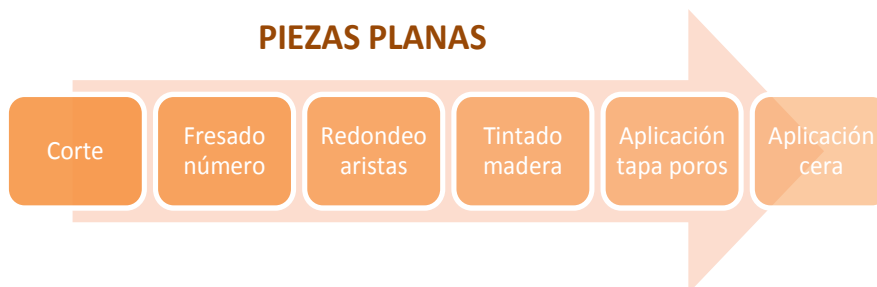 PIEZAS PLANAS
Corte
Fresado
número
Redondeo
aristas
Tintado
madera
Aplicación
tapa poros
Aplicación
cera